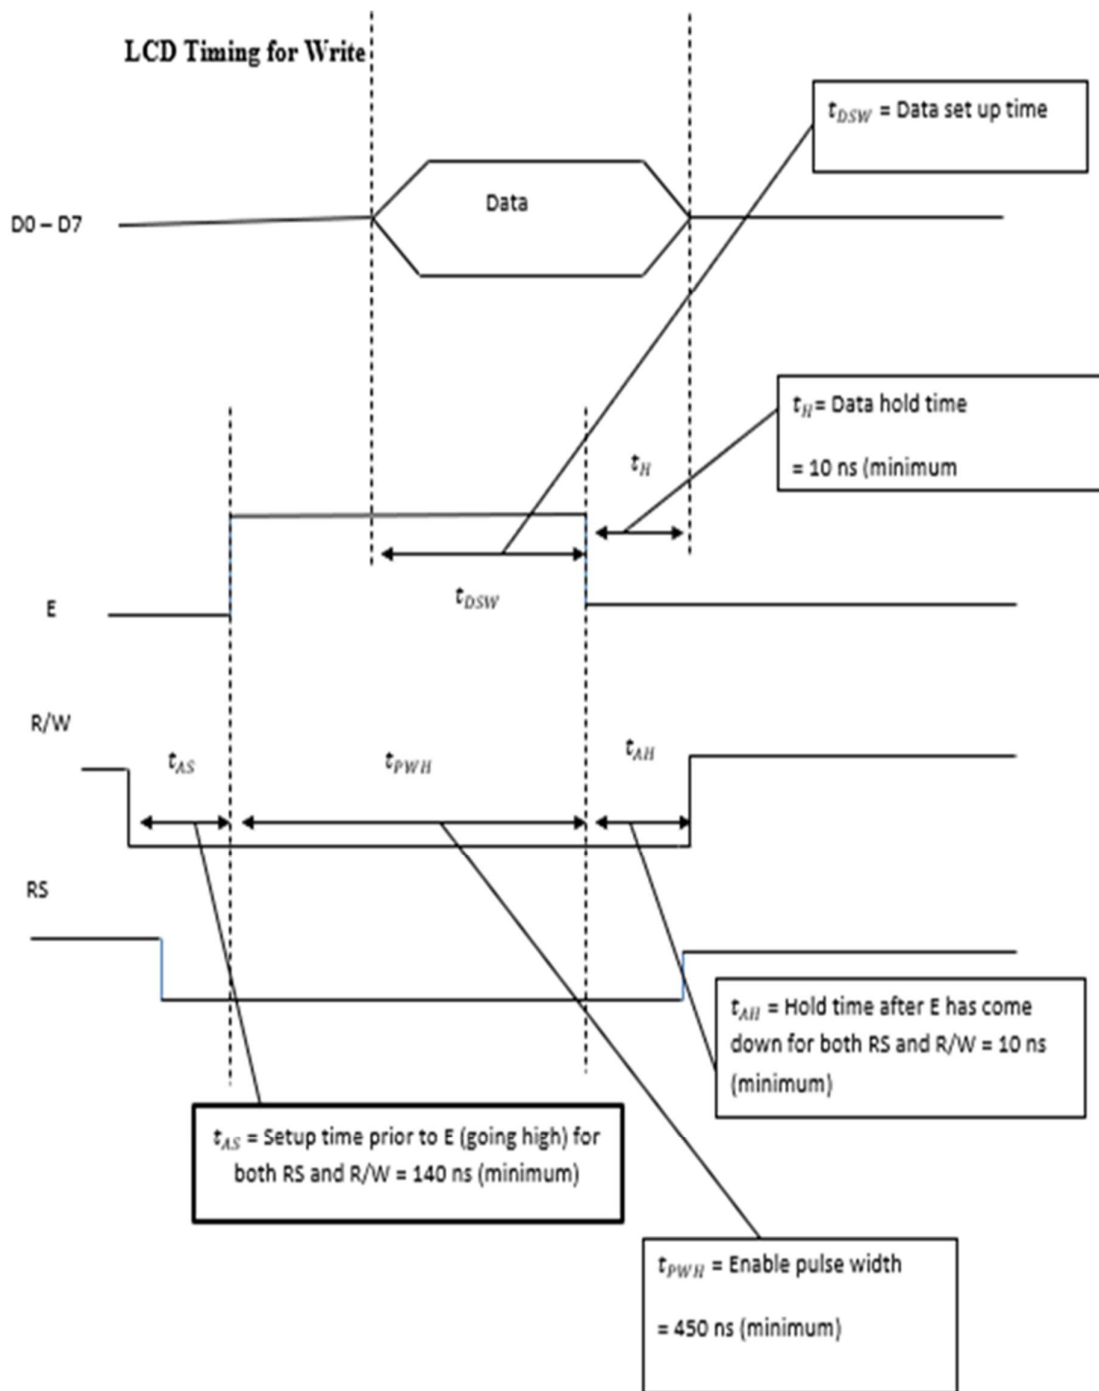 LCD Timing for Write
t_DSW = Data set up time
D0 – D7
Data
t_H= Data hold time
= 10 ns (minimum
t_H
t_DSW
E
R/W
t_AS
t_PWH
t_AH
RS
t_AH = Hold time after E has come
down for both RS and R/W = 10 ns
(minimum)
t_AS = Setup time prior to E (going high) for
both RS and R/W = 140 ns (minimum)
t_PWH = Enable pulse width
= 450 ns (minimum)